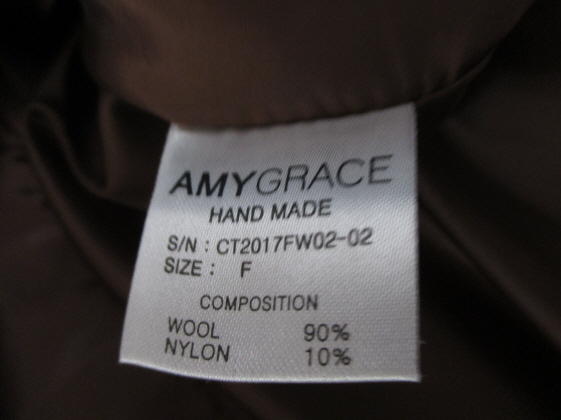 AMYGRACE
HAND MADE
S/N : CT2017FW02-02
SIZE : F
COMPOSITION
WOOL 90%
NYLON 10%